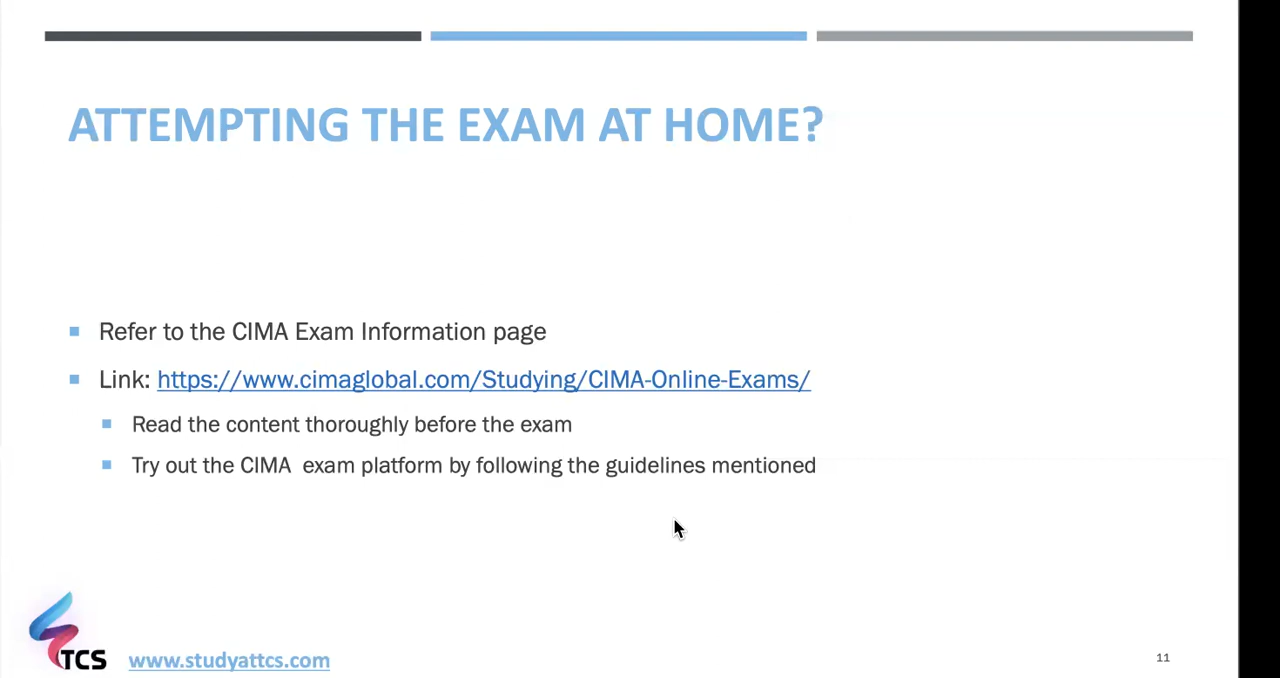 ATTEMPTING THE EXAM AT HOME?
Refer to the CIMA Exam Information page
Link: https://www.cimaglobal.com/Studying/CIMA-Online-Exams/
Read the content thoroughly before the exam
Try out the CIMA  exam platform by following the guidelines mentioned
TCS
www.studyattcs.com
11